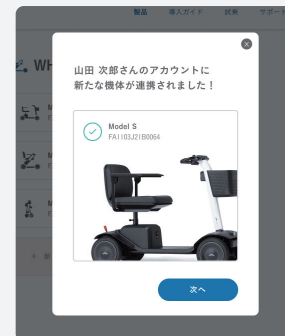 製品 導入ガイド 試乗 サポート
WH
山田 次郎さんのアカウントに
新たな機体が連携されました！
Model S
FA1103J21B0064
次へ